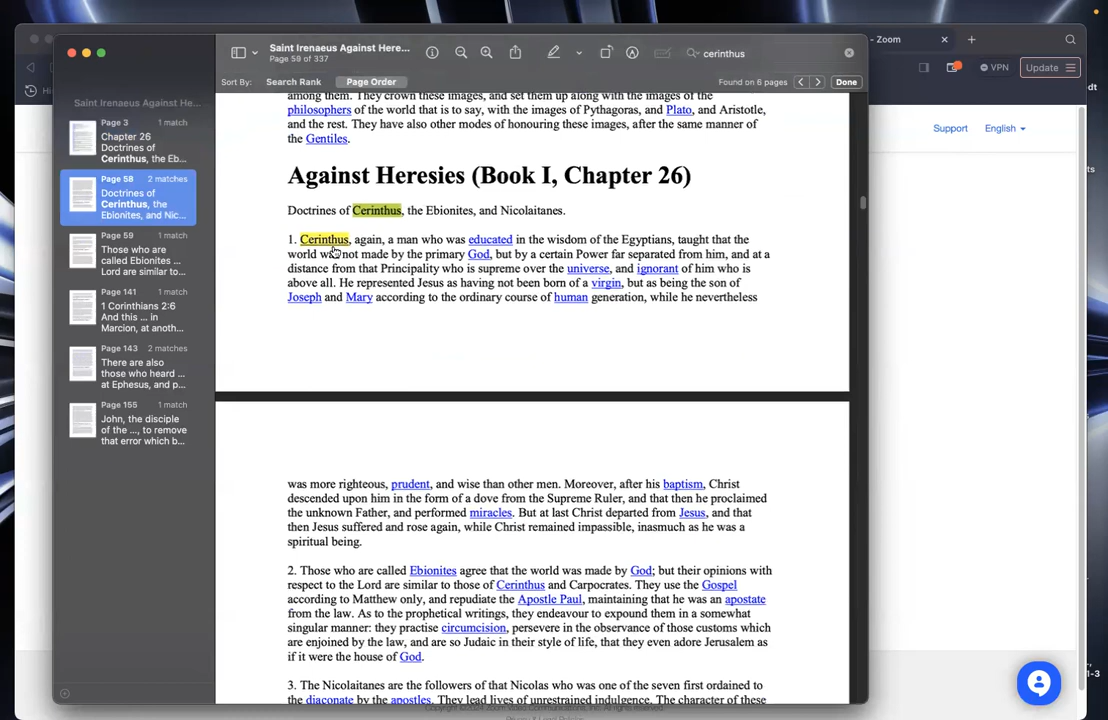 - Zoom
Saint Irenaeus Against Here...
Page 59 of 337
cerinthus
VPN
Update
Sort By:
Search Rank
Page Order
Found on 6 pages
Done
Hi
Support
English
Saint Irenaeus Against He...
Page 3
1 match
Chapter 26
Doctrines of
Cerinthus, the Eb...
Page 58
2 matches
Doctrines of
Cerinthus, the
Ebionites, and Nic...
Page 59
1 match
Those who are
called Ebionites ...
Lord are similar to...
Page 141
1 match
1 Corinthians 2:6
And this ... in
Marcion, at anoth...
Page 143
2 matches
There are also
those who heard ...
at Ephesus, and p...
Page 155
1 match
John, the disciple
of the ..., to remove
that error which b...
among them. They crown these images, and set them up along with the images of the
philosophers of the world that is to say, with the images of Pythagoras, and Plato, and Aristotle,
and the rest. They have also other modes of honouring these images, after the same manner of
the Gentiles.
Against Heresies (Book I, Chapter 26)
Doctrines of Cerinthus, the Ebionites, and Nicolaitanes.
1. Cerinthus, again, a man who was educated in the wisdom of the Egyptians, taught that the
world was not made by the primary God, but by a certain Power far separated from him, and at a
distance from that Principality who is supreme over the universe, and ignorant of him who is
above all. He represented Jesus as having not been born of a virgin, but as being the son of
Joseph and Mary according to the ordinary course of human generation, while he nevertheless
was more righteous, prudent, and wise than other men. Moreover, after his baptism, Christ
descended upon him in the form of a dove from the Supreme Ruler, and that then he proclaimed
the unknown Father, and performed miracles. But at last Christ departed from Jesus, and that
then Jesus suffered and rose again, while Christ remained impassible, inasmuch as he was a
spiritual being.
2. Those who are called Ebionites agree that the world was made by God; but their opinions with
respect to the Lord are similar to those of Cerinthus and Carpocrates. They use the Gospel
according to Matthew only, and repudiate the Apostle Paul, maintaining that he was an apostate
from the law. As to the prophetical writings, they endeavour to expound them in a somewhat
singular manner: they practise circumcision, persevere in the observance of those customs which
are enjoined by the law, and are so Judaic in their style of life, that they even adore Jerusalem as
if it were the house of God.
3. The Nicolaitanes are the followers of that Nicolas who was one of the seven first ordained to
the diaconate by the apostles. They lead lives of unrestrained indulgence. The character of these